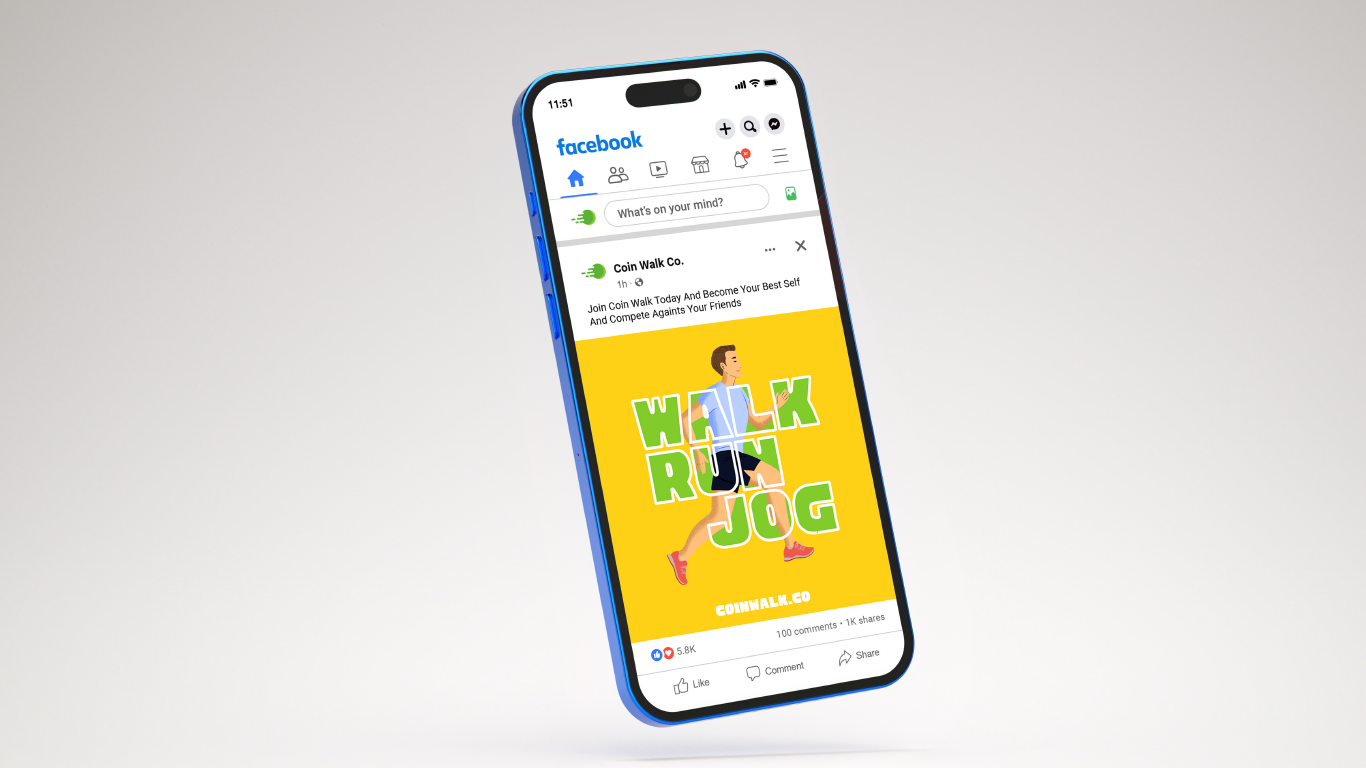 11:51
facebook
What's on your mind?
Coin Walk Co.
1h
Join Coin Walk Today And Become Your Best Self
And Compete Againts Your Friends
WALK
RUN
JOG
COINWALK.CO
5.8K
100 comments • 1K shares
Like
Comment
Share